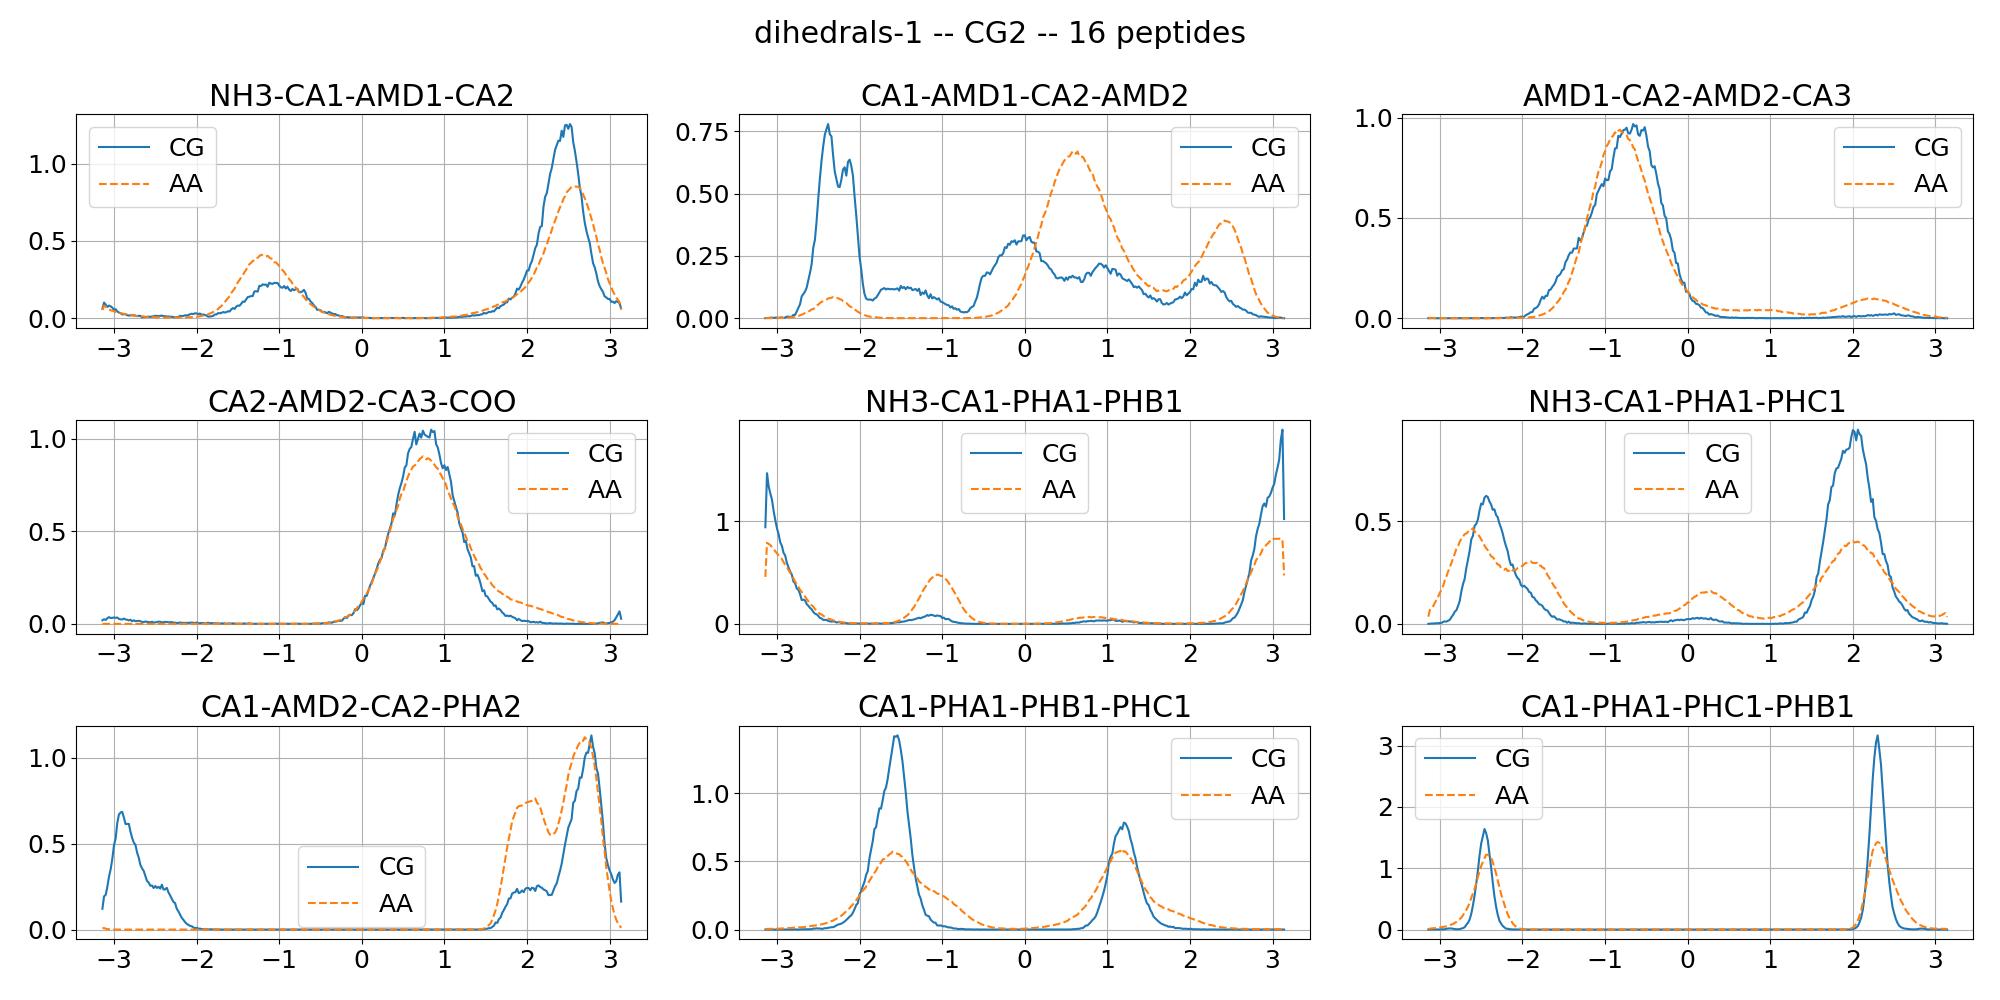 dihedrals-1 -- CG2 -- 16 peptides
NH3-CA1-AMD1-CA2
CG
AA
0.0
0.5
1.0
−3 −2 −1 0 1 2 3
CA1-AMD1-CA2-AMD2
CG
AA
0.00
0.25
0.50
0.75
−3 −2 −1 0 1 2 3
AMD1-CA2-AMD2-CA3
CG
AA
0.0
0.5
1.0
−3 −2 −1 0 1 2 3
CA2-AMD2-CA3-COO
CG
AA
0.0
0.5
1.0
−3 −2 −1 0 1 2 3
NH3-CA1-PHA1-PHB1
CG
AA
0
1
−3 −2 −1 0 1 2 3
NH3-CA1-PHA1-PHC1
CG
AA
0.0
0.5
−3 −2 −1 0 1 2 3
CA1-AMD2-CA2-PHA2
CG
AA
0.0
0.5
1.0
−3 −2 −1 0 1 2 3
CA1-PHA1-PHB1-PHC1
CG
AA
0.0
0.5
1.0
−3 −2 −1 0 1 2 3
CA1-PHA1-PHC1-PHB1
CG
AA
0
1
2
3
−3 −2 −1 0 1 2 3